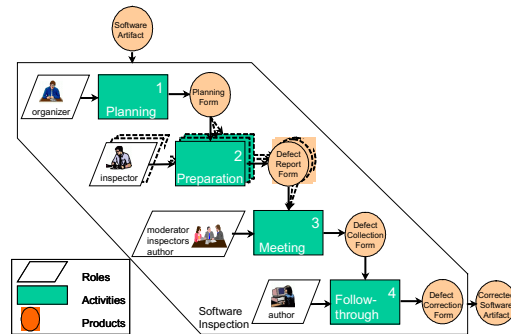 Software
Artifact
1
Planning
organizer
Planning
Form
2
Preparation
inspector
Defect
Report
Form
3
Meeting
moderator
inspectors
author
Defect
Collection
Form
4
Follow-
through
author
Defect
Correction
Form
Corrected
Software
Artifact
Software
Inspection
Roles
Activities
Products